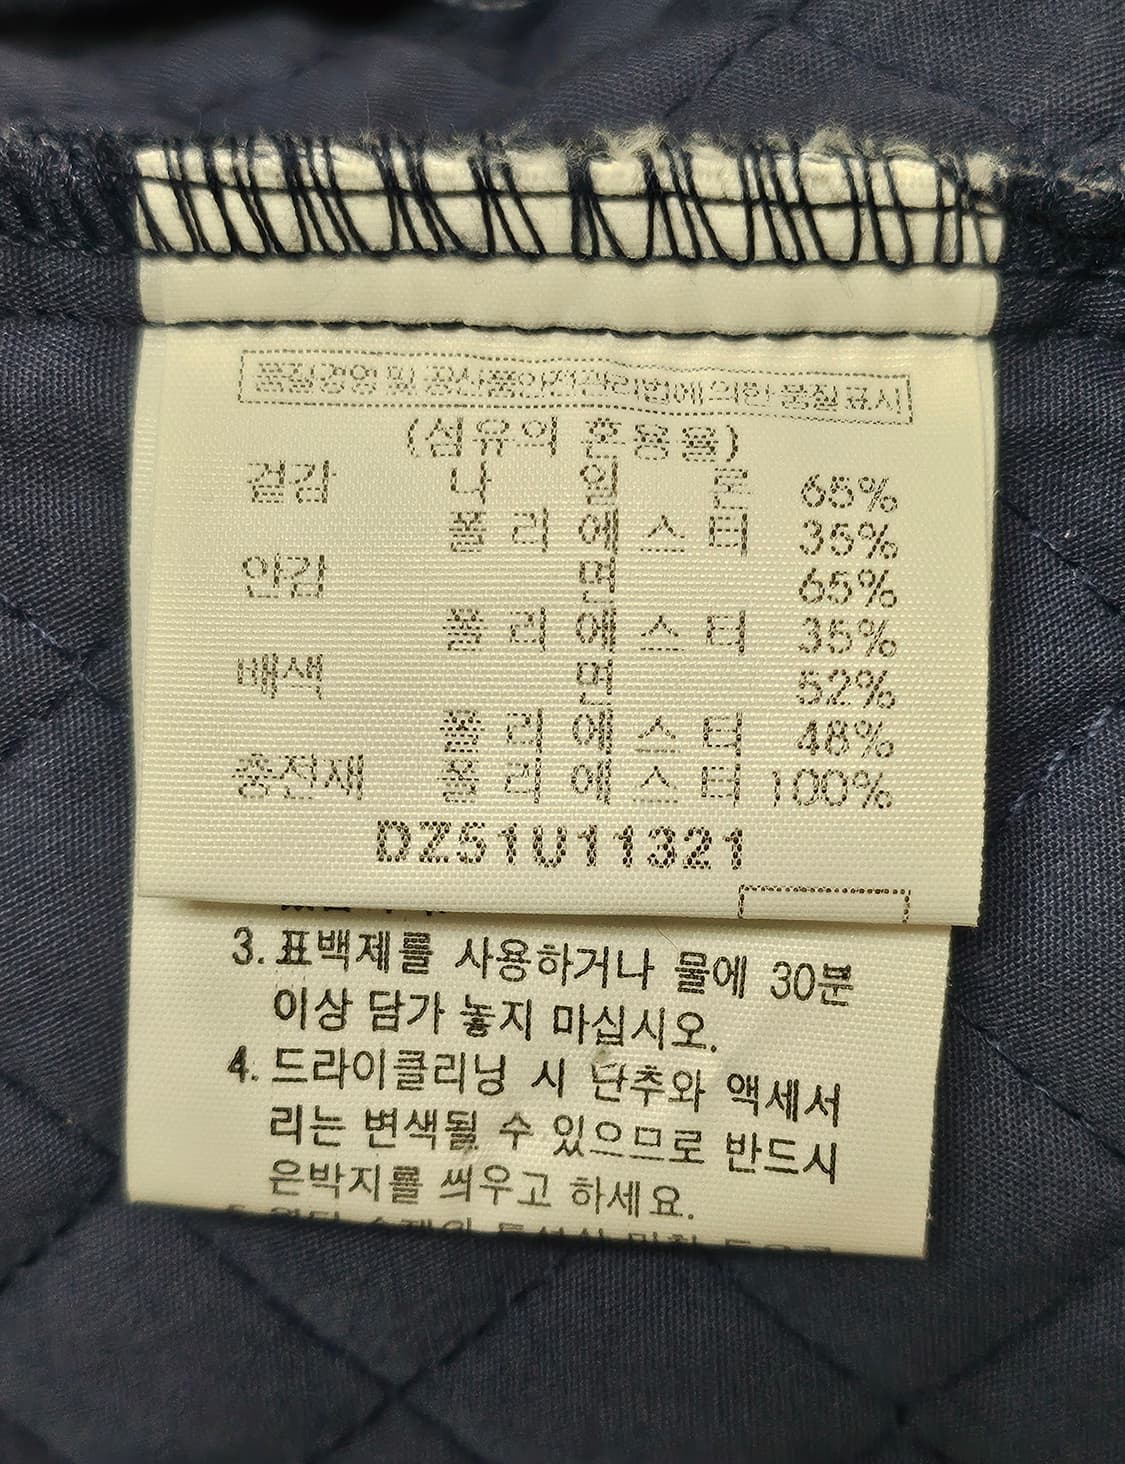 품질경영 및 공산품안전관리법에 의한 품질표시
(섬유의 혼용율)
겉감 나 일 론 65%
폴 리 에 스 터 35%
안감 면 65%
폴 리 에 스 터 35%
배색 면 52%
폴 리 에 스 터 48%
충전재 폴 리 에 스 터 100%
DZ51U11321
3. 표백제를 사용하거나 물에 30분
이상 담가 놓지 마십시오.
4. 드라이클리닝 시 단추와 액세서
리는 변색될 수 있으므로 반드시
은박지를 씌우고 하세요.